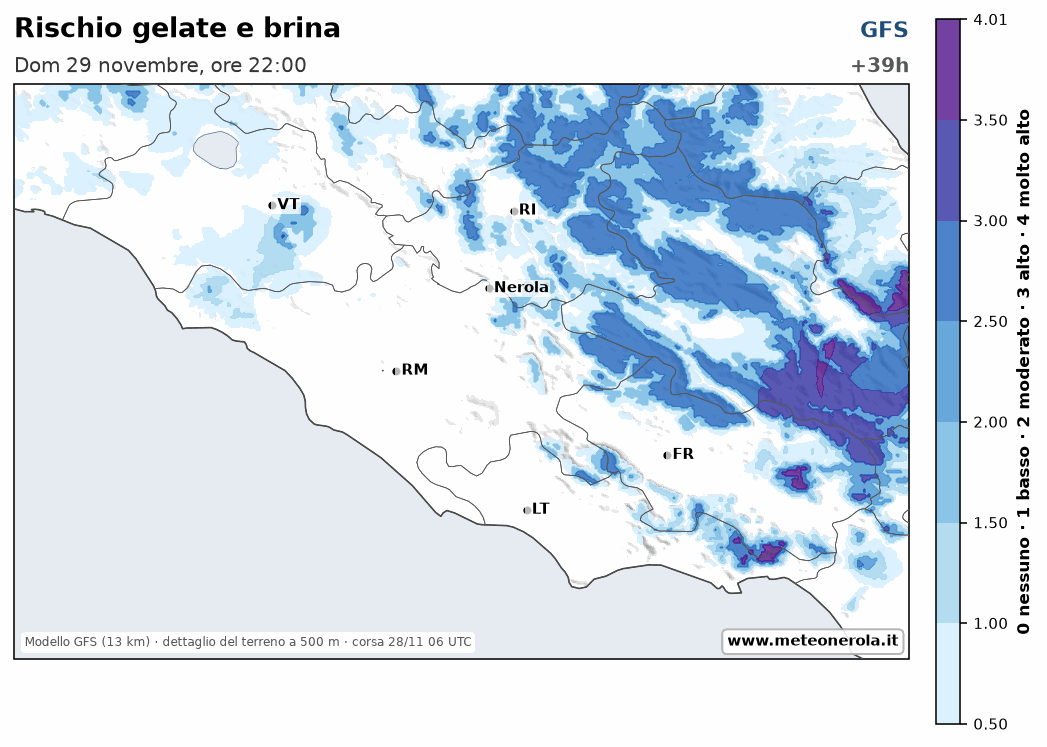 Rischio gelate e brina
GFS
Dom 29 novembre, ore 22:00
+39h
4.01
3.50
3.00
2.50
2.00
1.50
1.00
0.50
0 nessuno · 1 basso · 2 moderato · 3 alto · 4 molto alto
VT
RI
Nerola
RM
FR
LT
Modello GFS (13 km) · dettaglio del terreno a 500 m · corsa 28/11 06 UTC
www.meteonerola.it